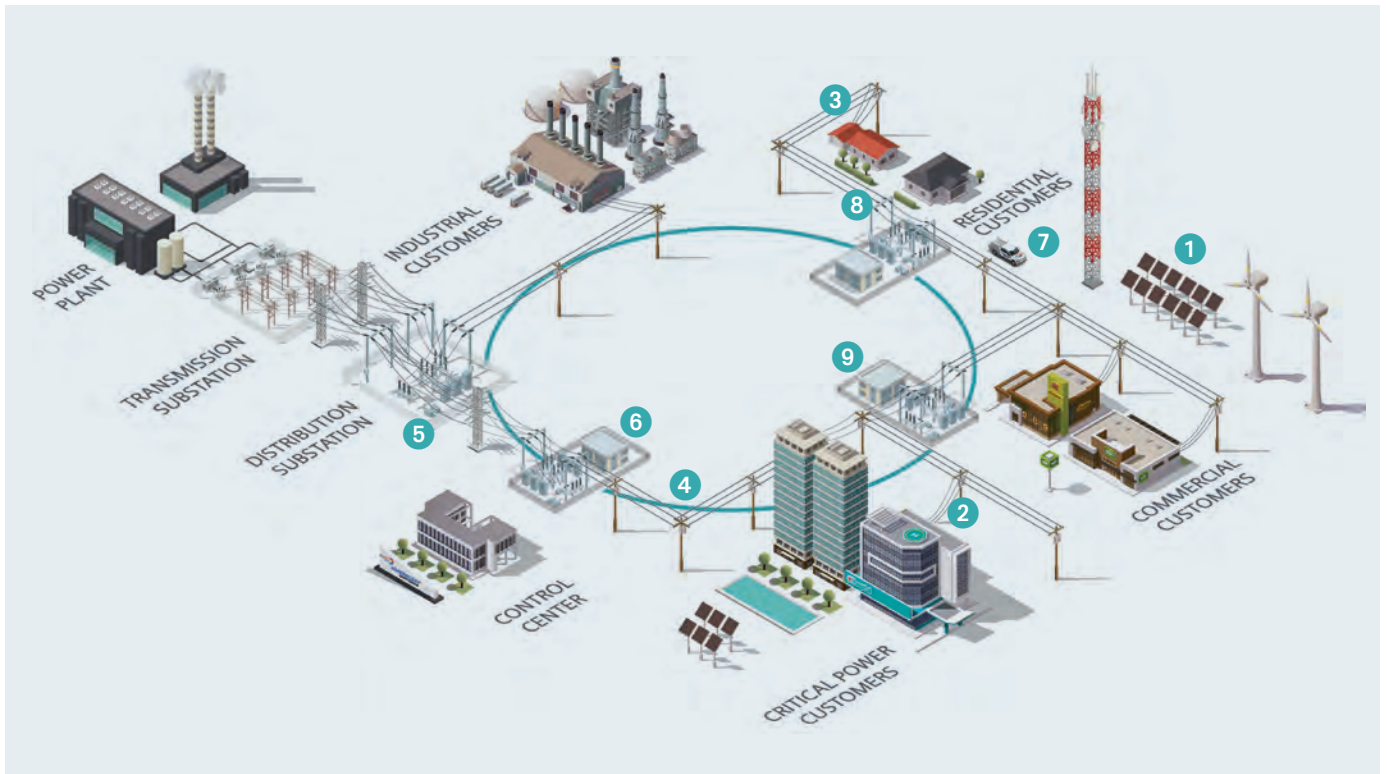 3
8
RESIDENTIAL
CUSTOMERS
7
1
INDUSTRIAL
CUSTOMERS
POWER
PLANT
TRANSMISSION
SUBSTATION
DISTRIBUTION
SUBSTATION
5
6
9
4
2
COMMERCIAL
CUSTOMERS
CONTROL
CENTER
CRITICAL POWER
CUSTOMERS